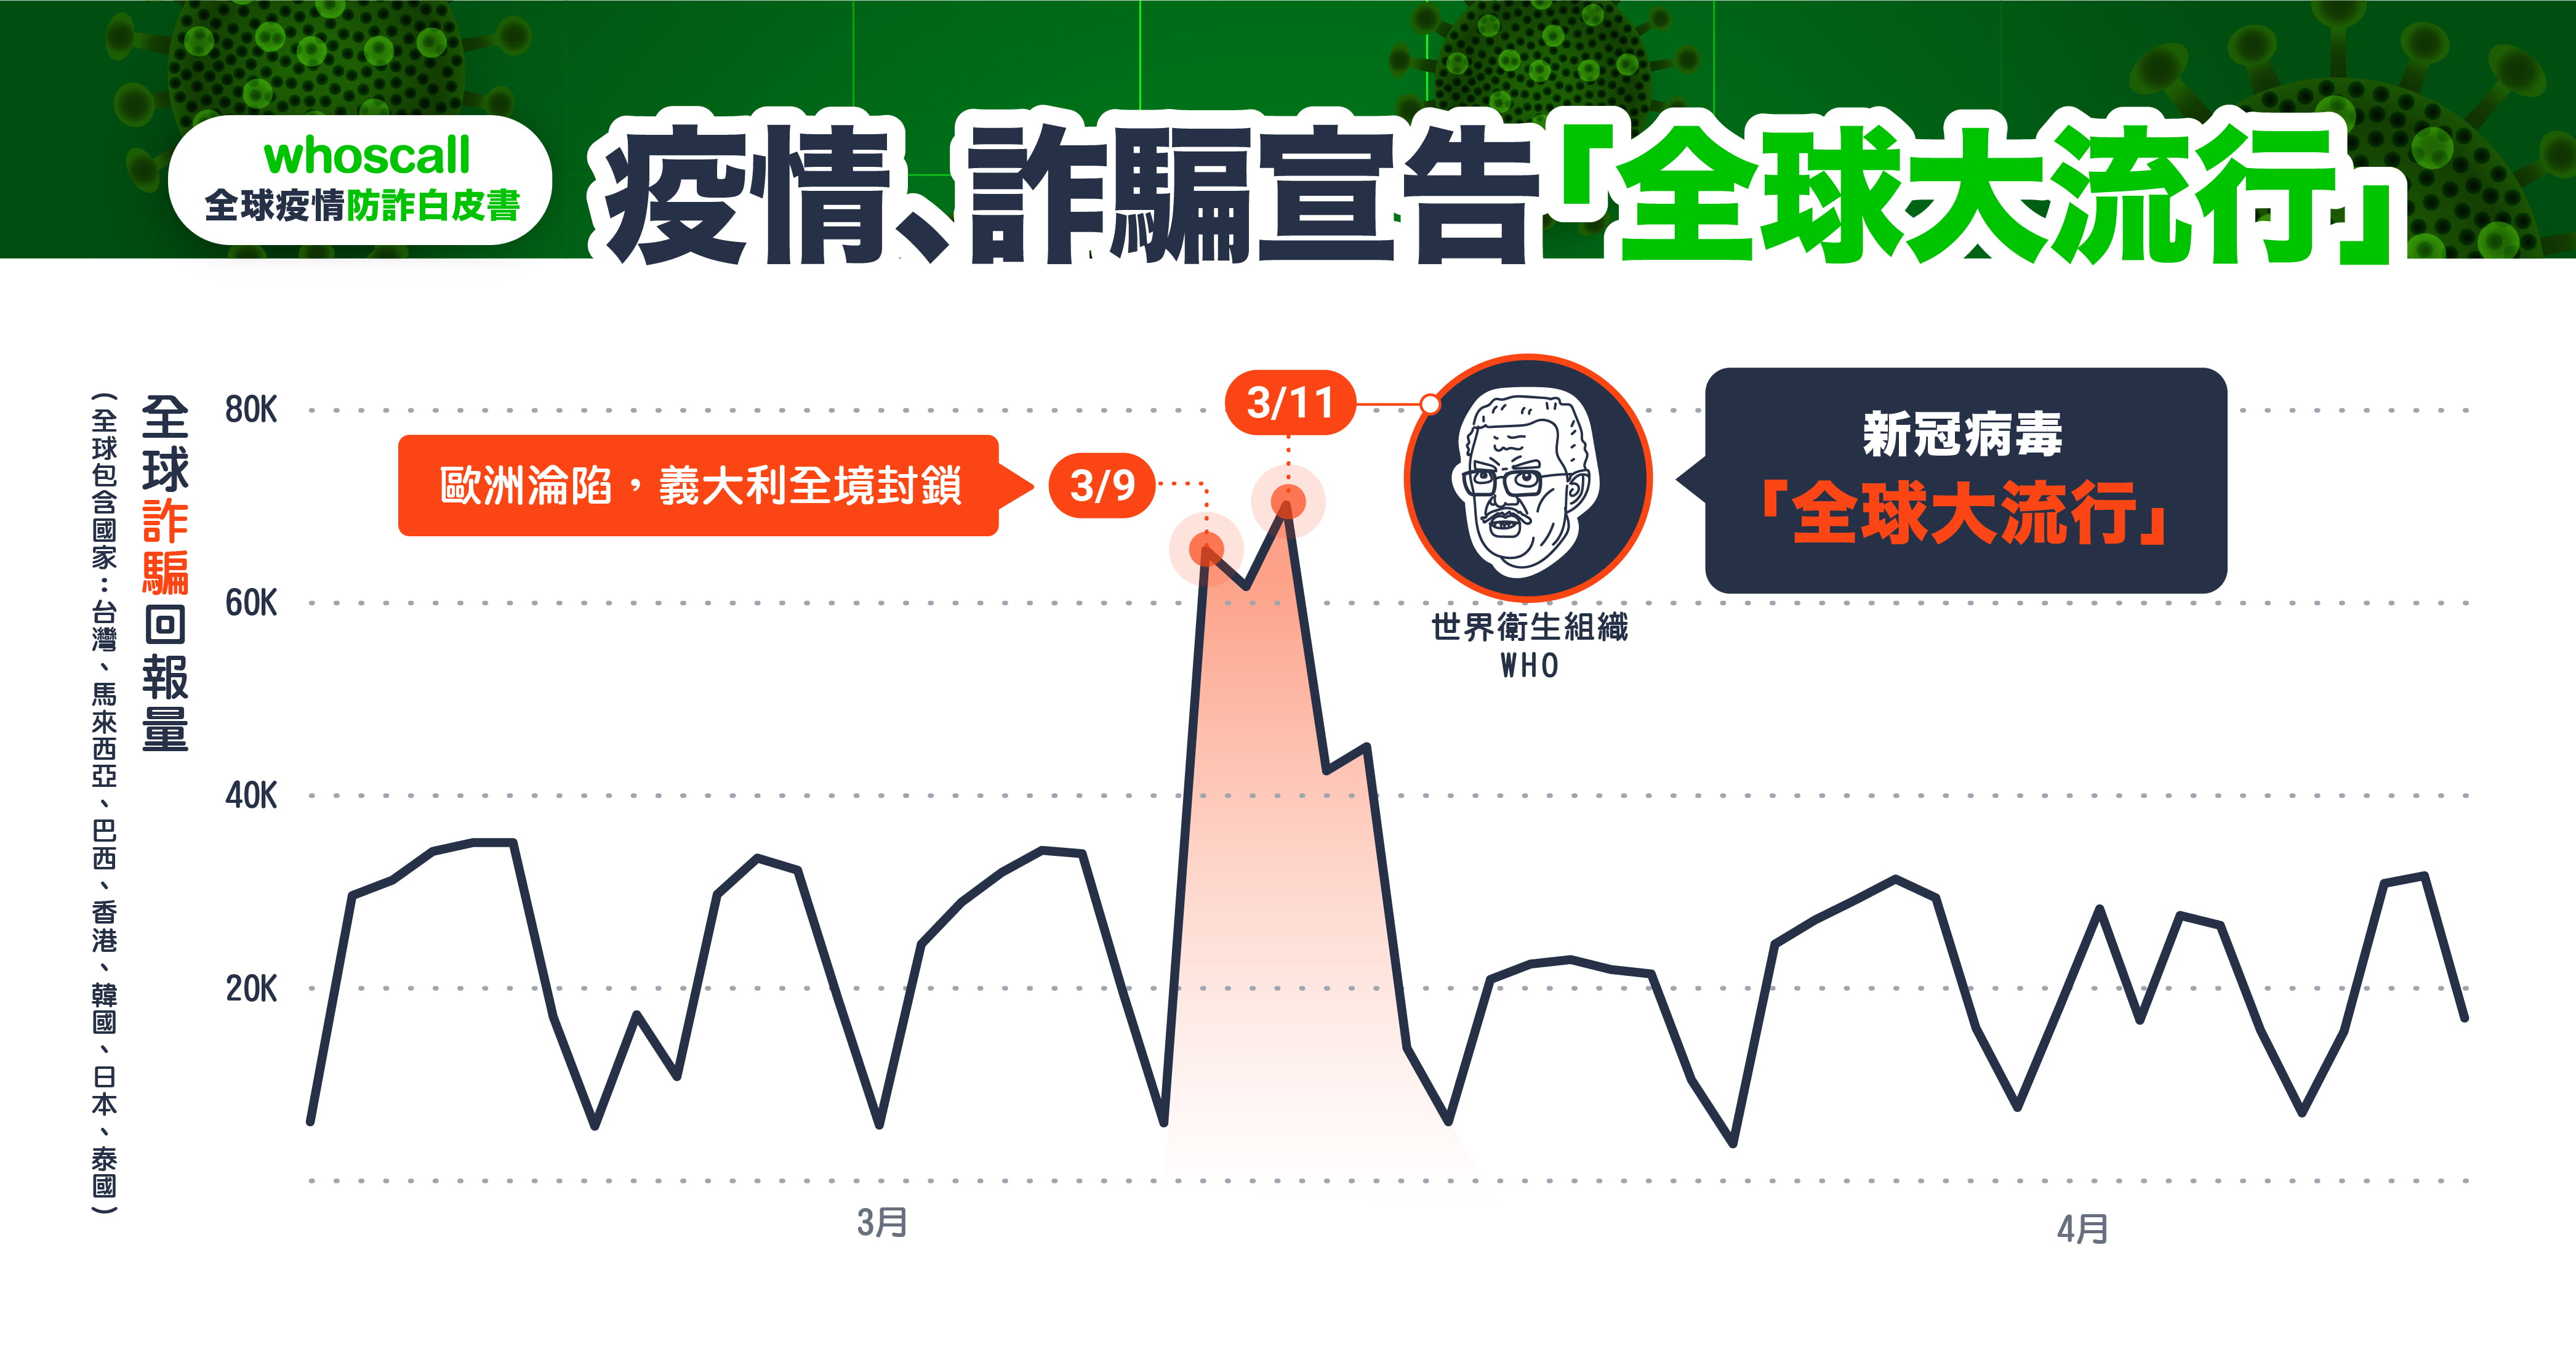 whoscall
全球疫情防詐白皮書
疫情、詐騙宣告「全球大流行」
全球詐騙回報量
(全球包含國家：台灣、馬來西亞、巴西、香港、韓國、日本、泰國)
80K
60K
40K
20K
歐洲淪陷，義大利全境封鎖
3/9
3/11
世界衛生組織
WHO
新冠病毒
「全球大流行」
3月
4月